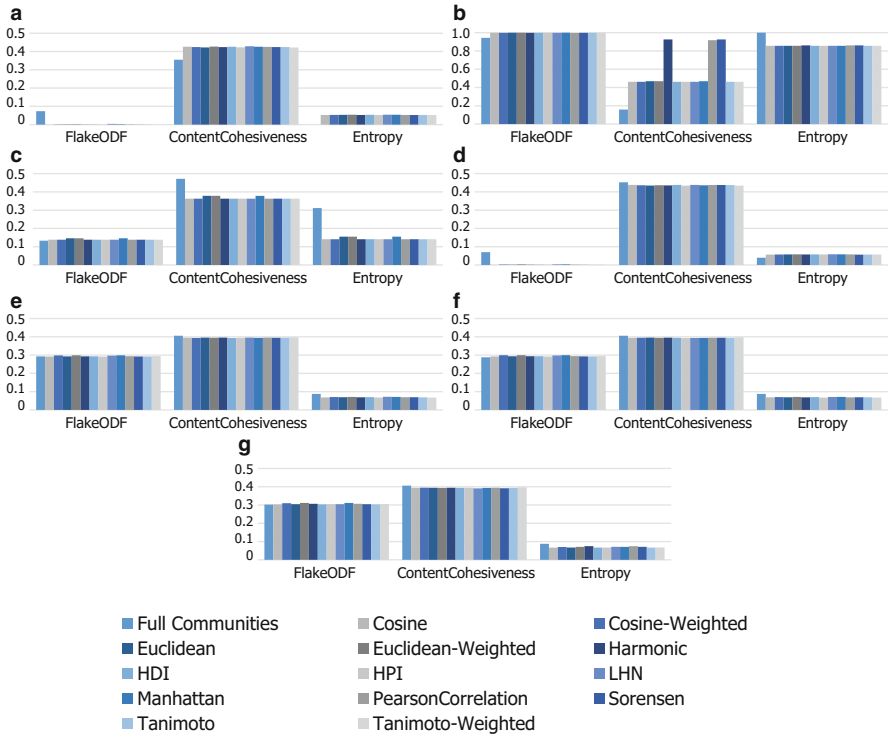 a
0.5
0.4
0.3
0.2
0.1
0
FlakeODF ContentCohesiveness Entropy
b
1.0
0.8
0.6
0.4
0.2
0
FlakeODF ContentCohesiveness Entropy
c
0.5
0.4
0.3
0.2
0.1
0
FlakeODF ContentCohesiveness Entropy
d
0.5
0.4
0.3
0.2
0.1
0
FlakeODF ContentCohesiveness Entropy
e
0.5
0.4
0.3
0.2
0.1
0
FlakeODF ContentCohesiveness Entropy
f
0.5
0.4
0.3
0.2
0.1
0
FlakeODF ContentCohesiveness Entropy
g
0.5
0.4
0.3
0.2
0.1
0
FlakeODF ContentCohesiveness Entropy
Full Communities Cosine Cosine-Weighted
Euclidean Euclidean-Weighted Harmonic
HDI HPI LHN
Manhattan PearsonCorrelation Sorensen
Tanimoto Tanimoto-Weighted